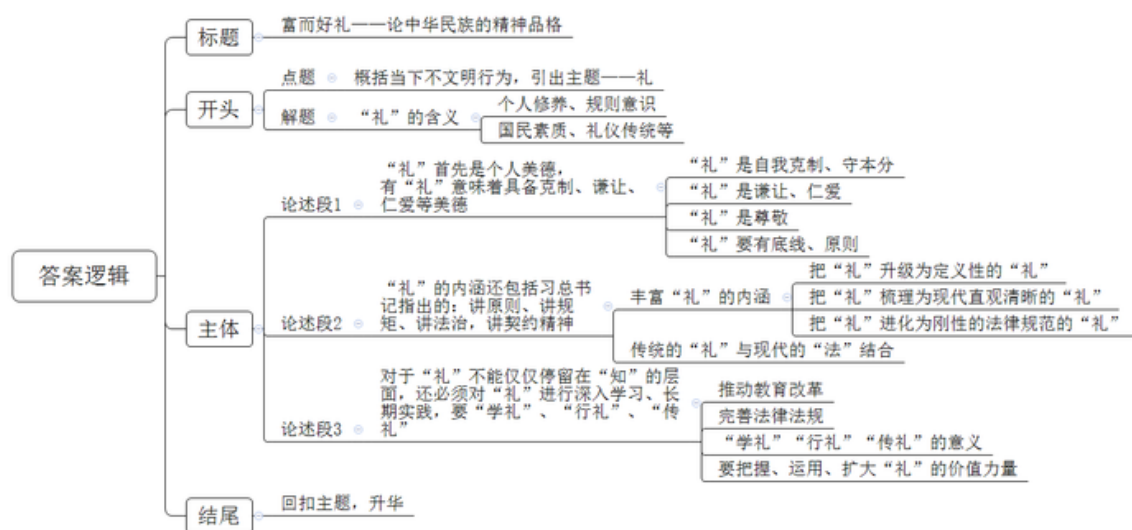 答案逻辑
标题
富而好礼——论中华民族的精神品格
开头
点题
概括当下不文明行为，引出主题——礼
解题
“礼”的含义
个人修养、规则意识
国民素质、礼仪传统等
主体
论述段1
“礼”首先是个人美德，
有“礼”意味着具备克制、谦让、
仁爱等美德
“礼”是自我克制、守本分
“礼”是谦让、仁爱
“礼”是尊敬
“礼”要有底线、原则
论述段2
“礼”的内涵还包括习总书
记指出的：讲原则、讲规
矩、讲法治，讲契约精神
丰富“礼”的内涵
把“礼”升级为定义性的“礼”
把“礼”梳理为现代直观清晰的“礼”
把“礼”进化为刚性的法律规范的“礼”
传统的“礼”与现代的“法”结合
论述段3
对于“礼”不能仅仅停留在“知”的层
面，还必须对“礼”进行深入学习、长
期实践，要“学礼”、“行礼”、“传
礼”
推动教育改革
完善法律法规
“学礼”“行礼”“传礼”的意义
要把握、运用、扩大“礼”的价值力量
结尾
回扣主题，升华